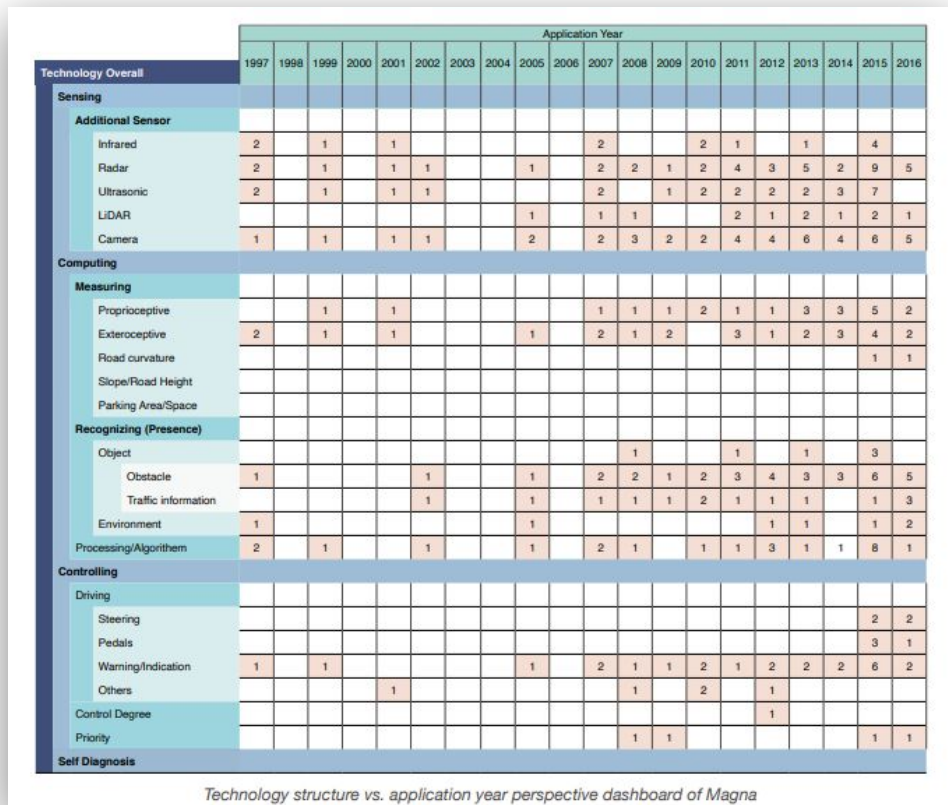 Application Year
Technology Overall 1997 1998 1999 2000 2001 2002 2003 2004 2005 2006 2007 2008 2009 2010 2011 2012 2013 2014 2015 2016
Sensing
Additional Sensor
Infrared 2 1 1 2 2 1 1 4
Radar 2 1 1 1 1 2 2 1 2 4 3 5 2 9 5
Ultrasonic 2 1 1 1 2 1 2 2 2 2 3 7
LiDAR 1 1 1 2 1 2 1 2 1
Camera 1 1 1 1 2 2 3 2 2 4 4 6 4 6 5
Computing
Measuring
Proprioceptive 1 1 1 1 1 2 1 1 3 3 5 2
Exteroceptive 2 1 1 1 2 1 2 3 1 2 3 4 2
Road curvature 1 1
Slope/Road Height
Parking Area/Space
Recognizing (Presence)
Object 1 1 1 3
Obstacle 1 1 1 2 2 1 2 3 4 3 3 6 5
Traffic information 1 1 1 1 1 2 1 1 1 1 3
Environment 1 1 1 1 1 2
Processing/Algorithem 2 1 1 1 2 1 1 1 3 1 1 8 1
Controlling
Driving
Steering 2 2
Pedals 3 1
Warning/Indication 1 1 1 2 1 1 2 1 2 2 2 6 2
Others 1 1 2 1
Control Degree 1
Priority 1 1 1 1
Self Diagnosis
Technology structure vs. application year perspective dashboard of Magna